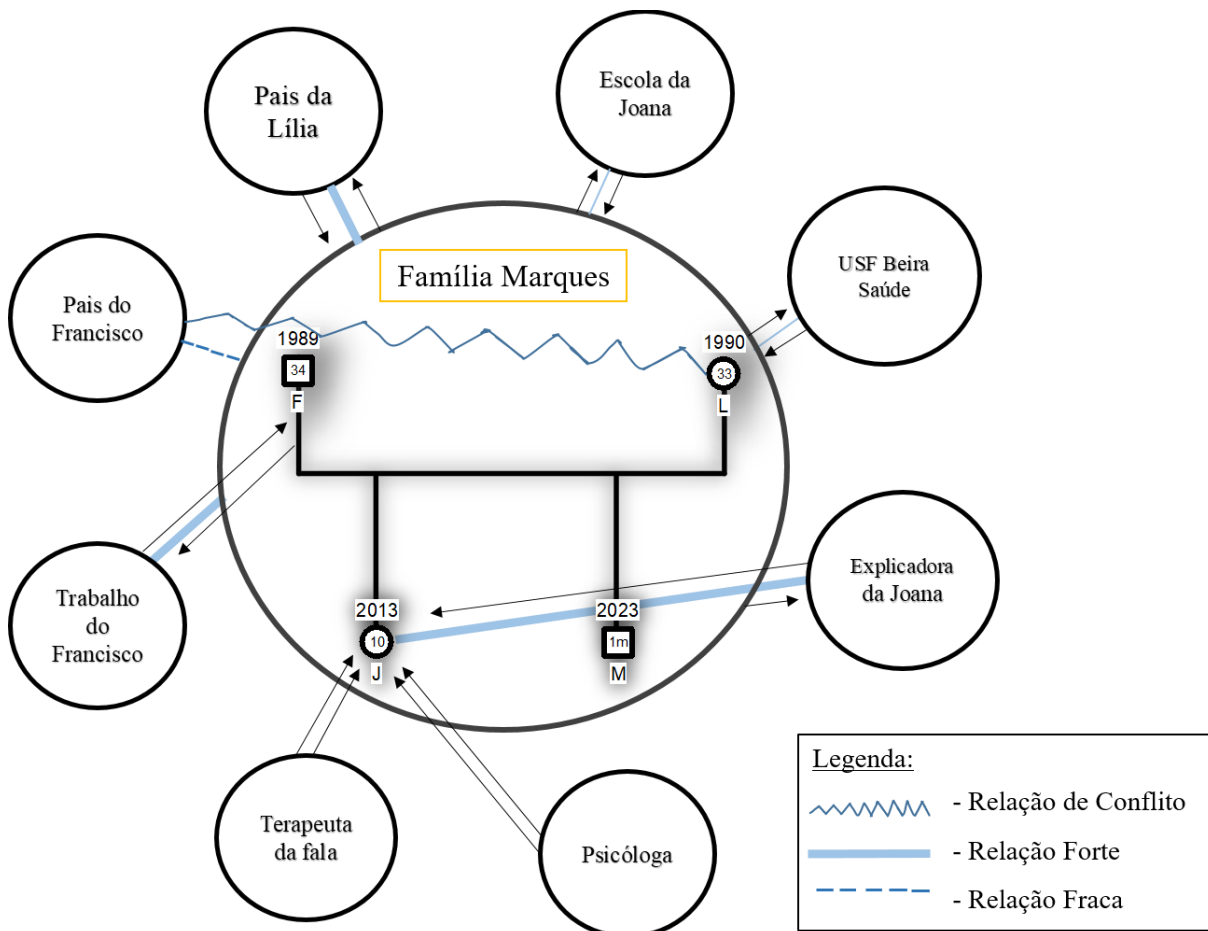 Pais da
Lília
Escola da
Joana
Família Marques
USF Beira
Saúde
Pais do
Francisco
1989
34
F
1990
33
L
Trabalho
do
Francisco
Explicadora
da Joana
2013
10
J
2023
1m
M
Terapeuta
da fala
Psicóloga
Legenda:
- Relação de Conflito
- Relação Forte
- Relação Fraca